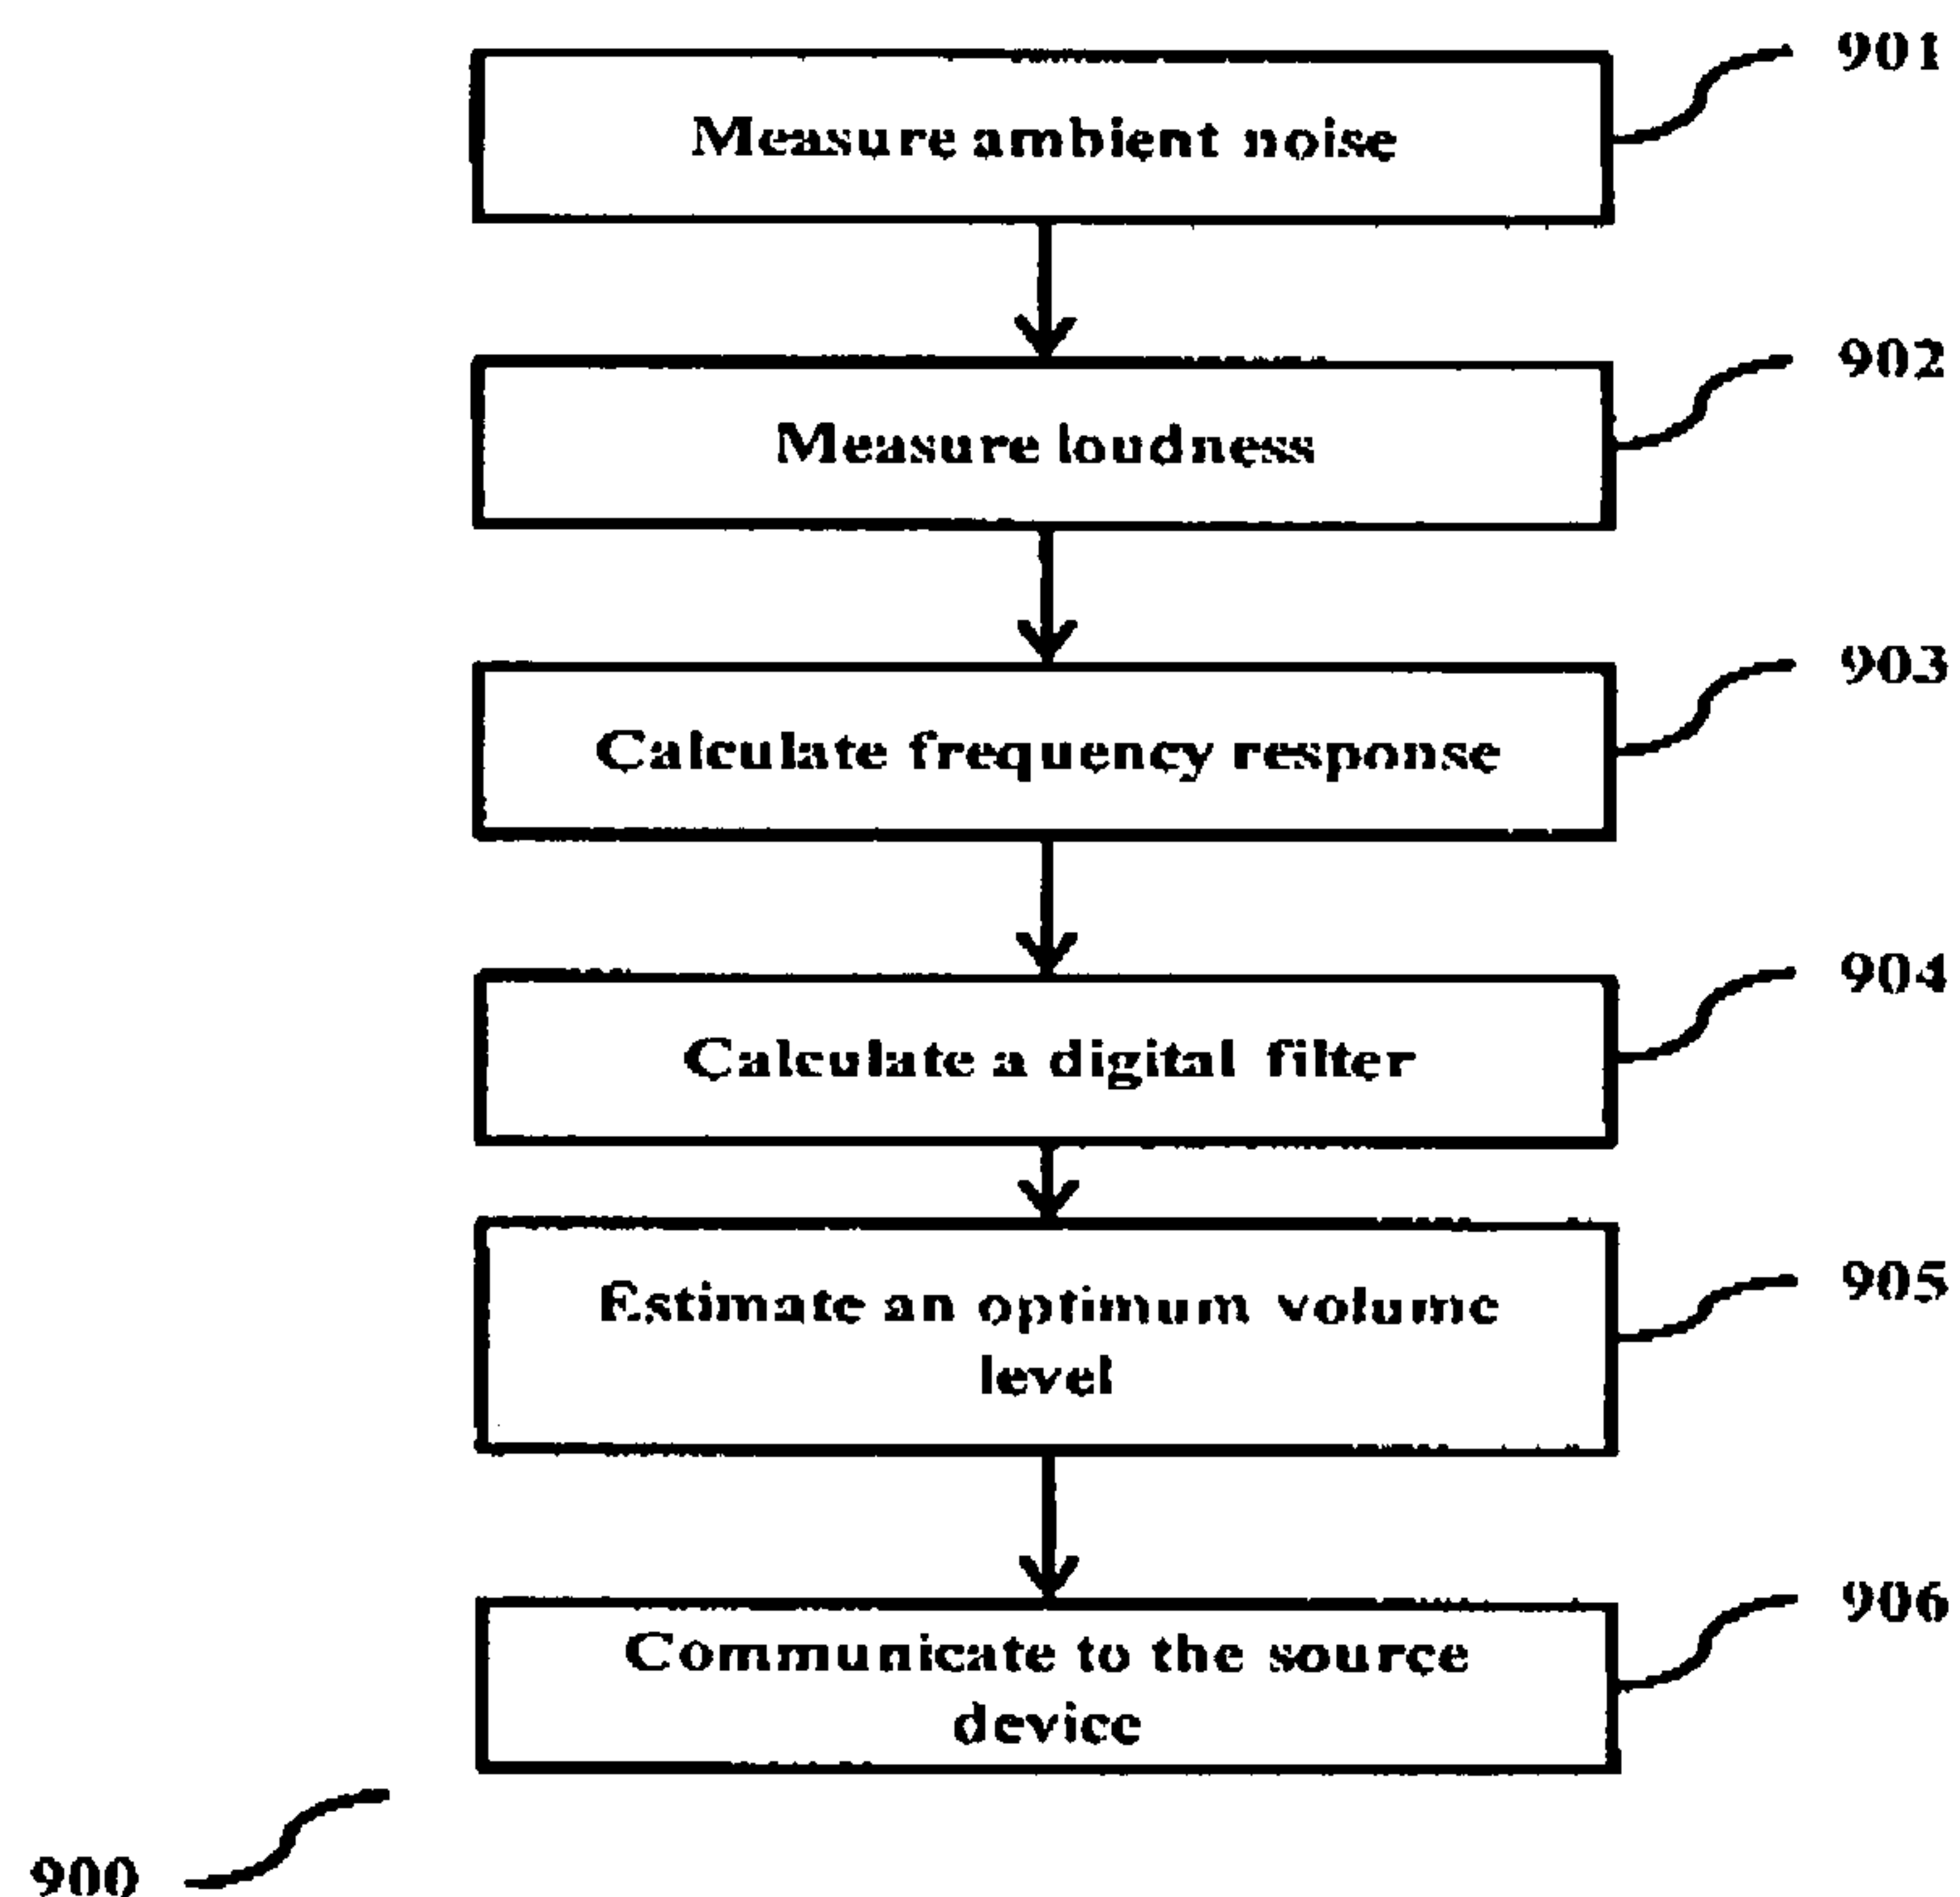 901
Measure ambient noise
902
Measure loudness
903
Calculate frequency response
904
Calculate a digital filter
905
Estimate an optimum volume
level
906
Communicate to the source
device
900